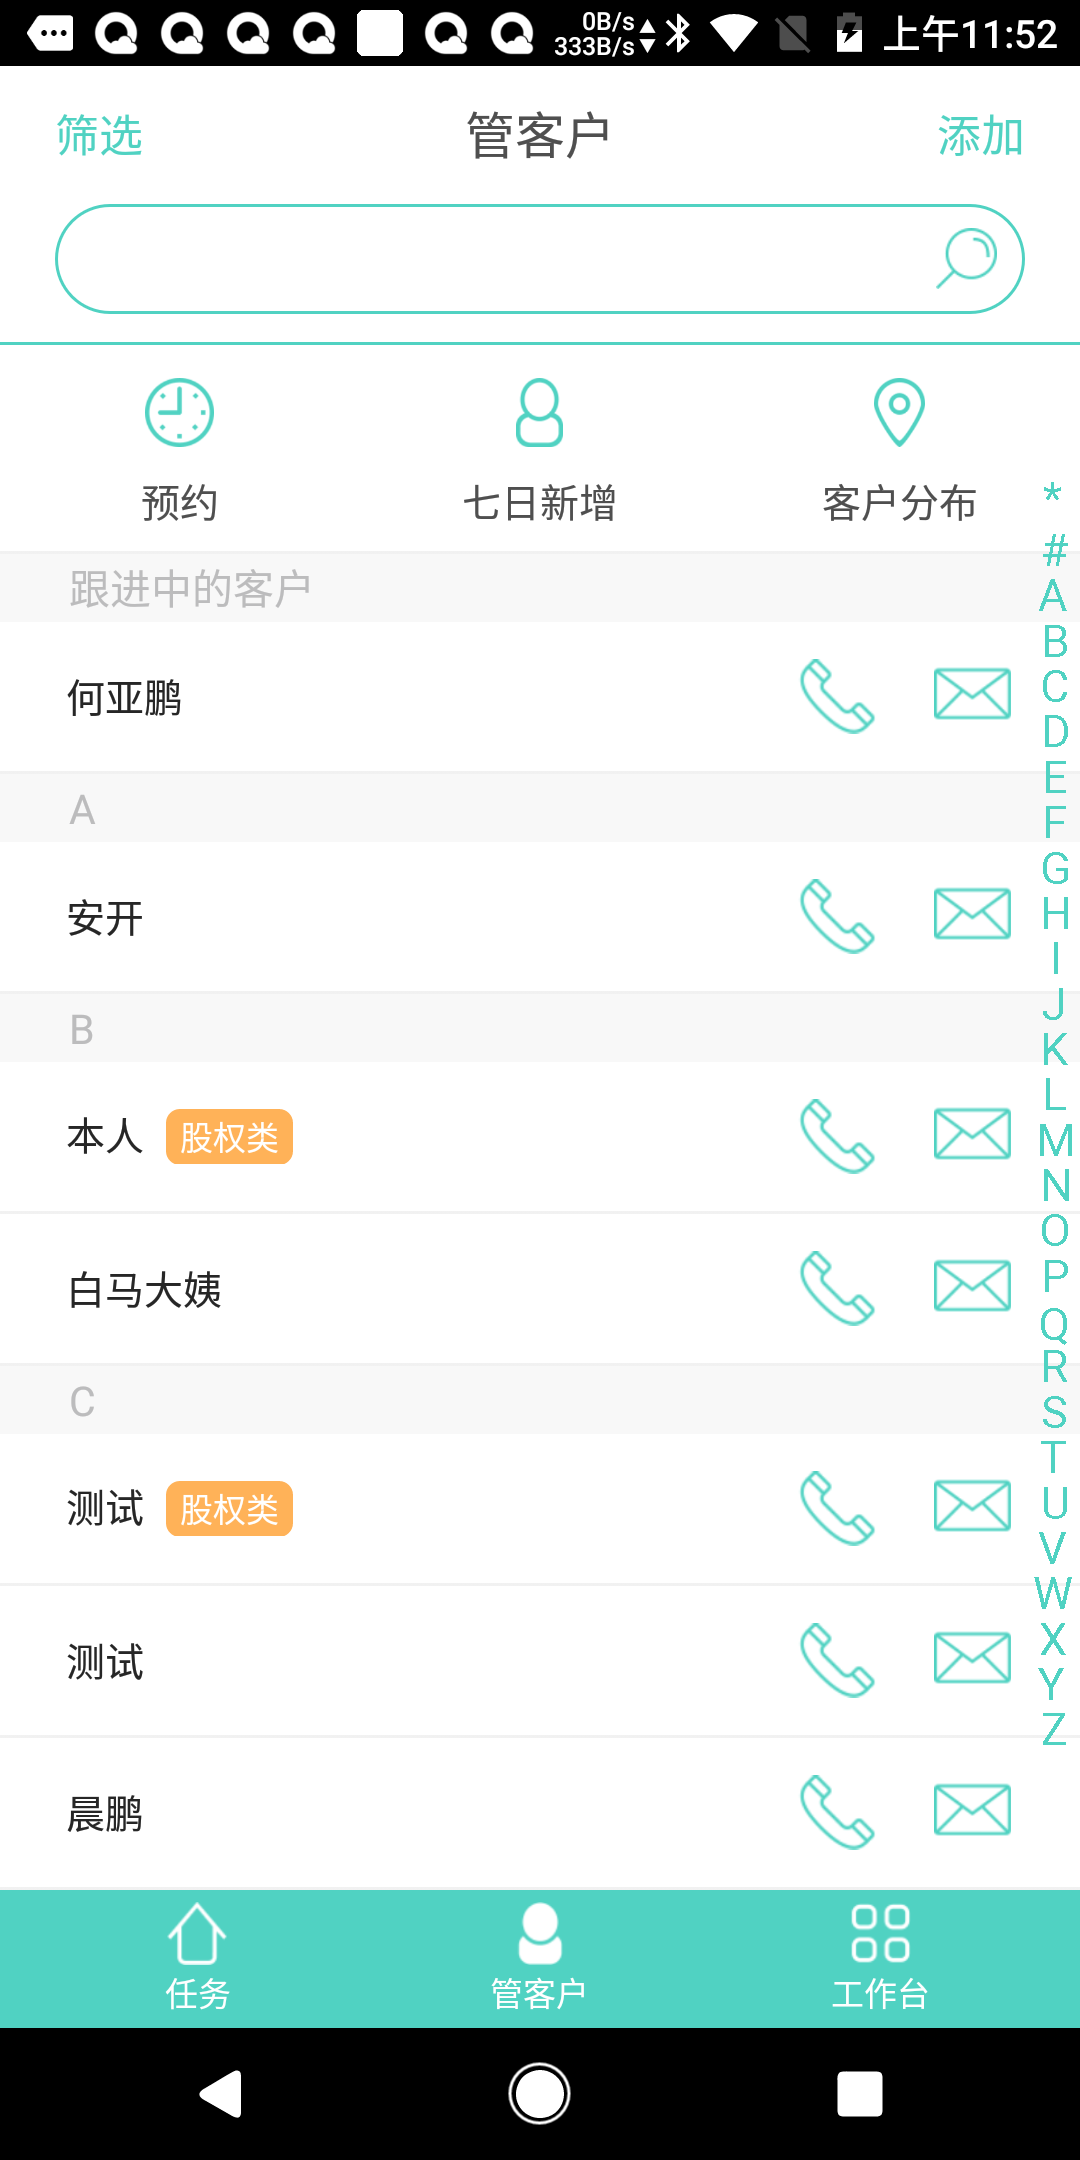 0B/s
333B/s
上午11:52
筛选 管客户 添加
预约 七日新增 客户分布
跟进中的客户
何亚鹏
A
安开
B
本人 股权类
白马大姨
C
测试 股权类
测试
晨鹏
*
#
A
B
C
D
E
F
G
H
I
J
K
L
M
N
O
P
Q
R
S
T
U
V
W
X
Y
Z
任务 管客户 工作台